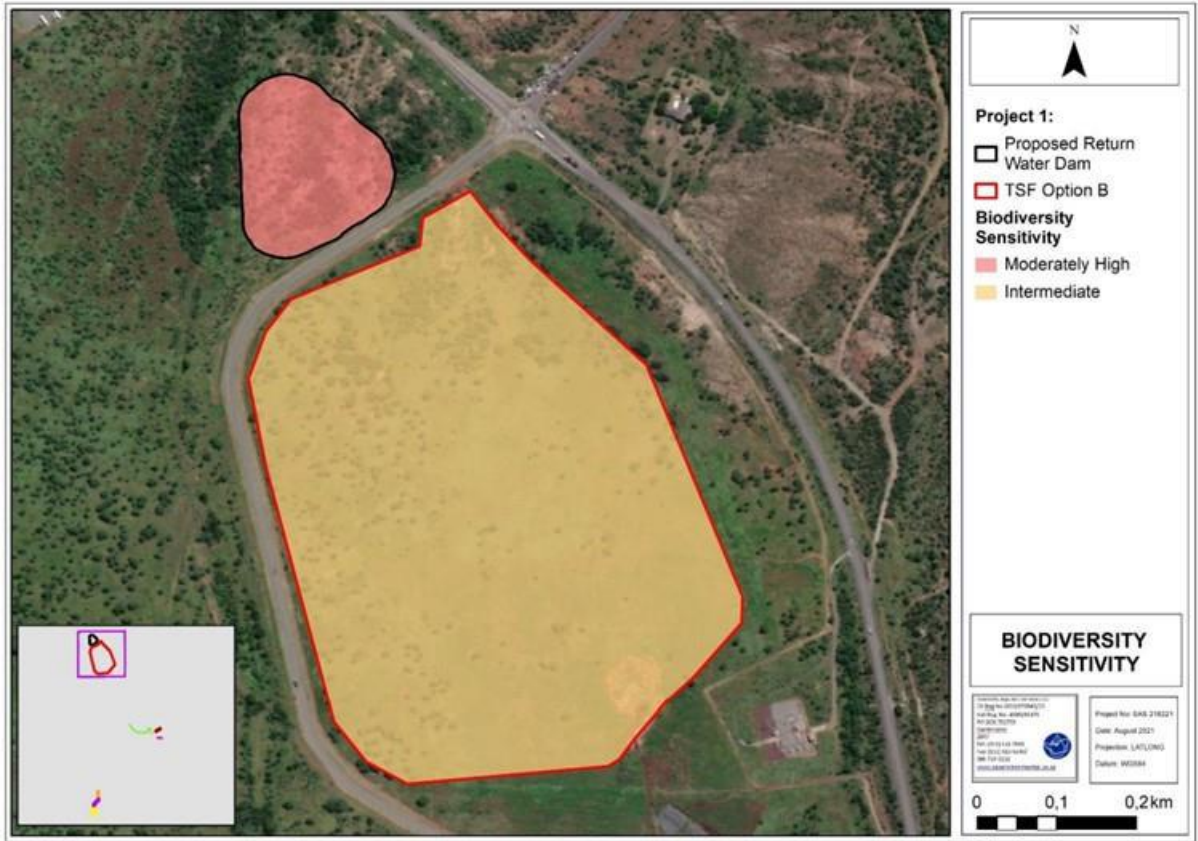 N
Project 1:
Proposed Return
Water Dam
TSF Option B
Biodiversity
Sensitivity
Moderately High
Intermediate
BIODIVERSITY
SENSITIVITY
Project No: SAS 218221
Date: August 2021
Projection: LATLONG
Datum: WGS84
0 0,1 0,2km